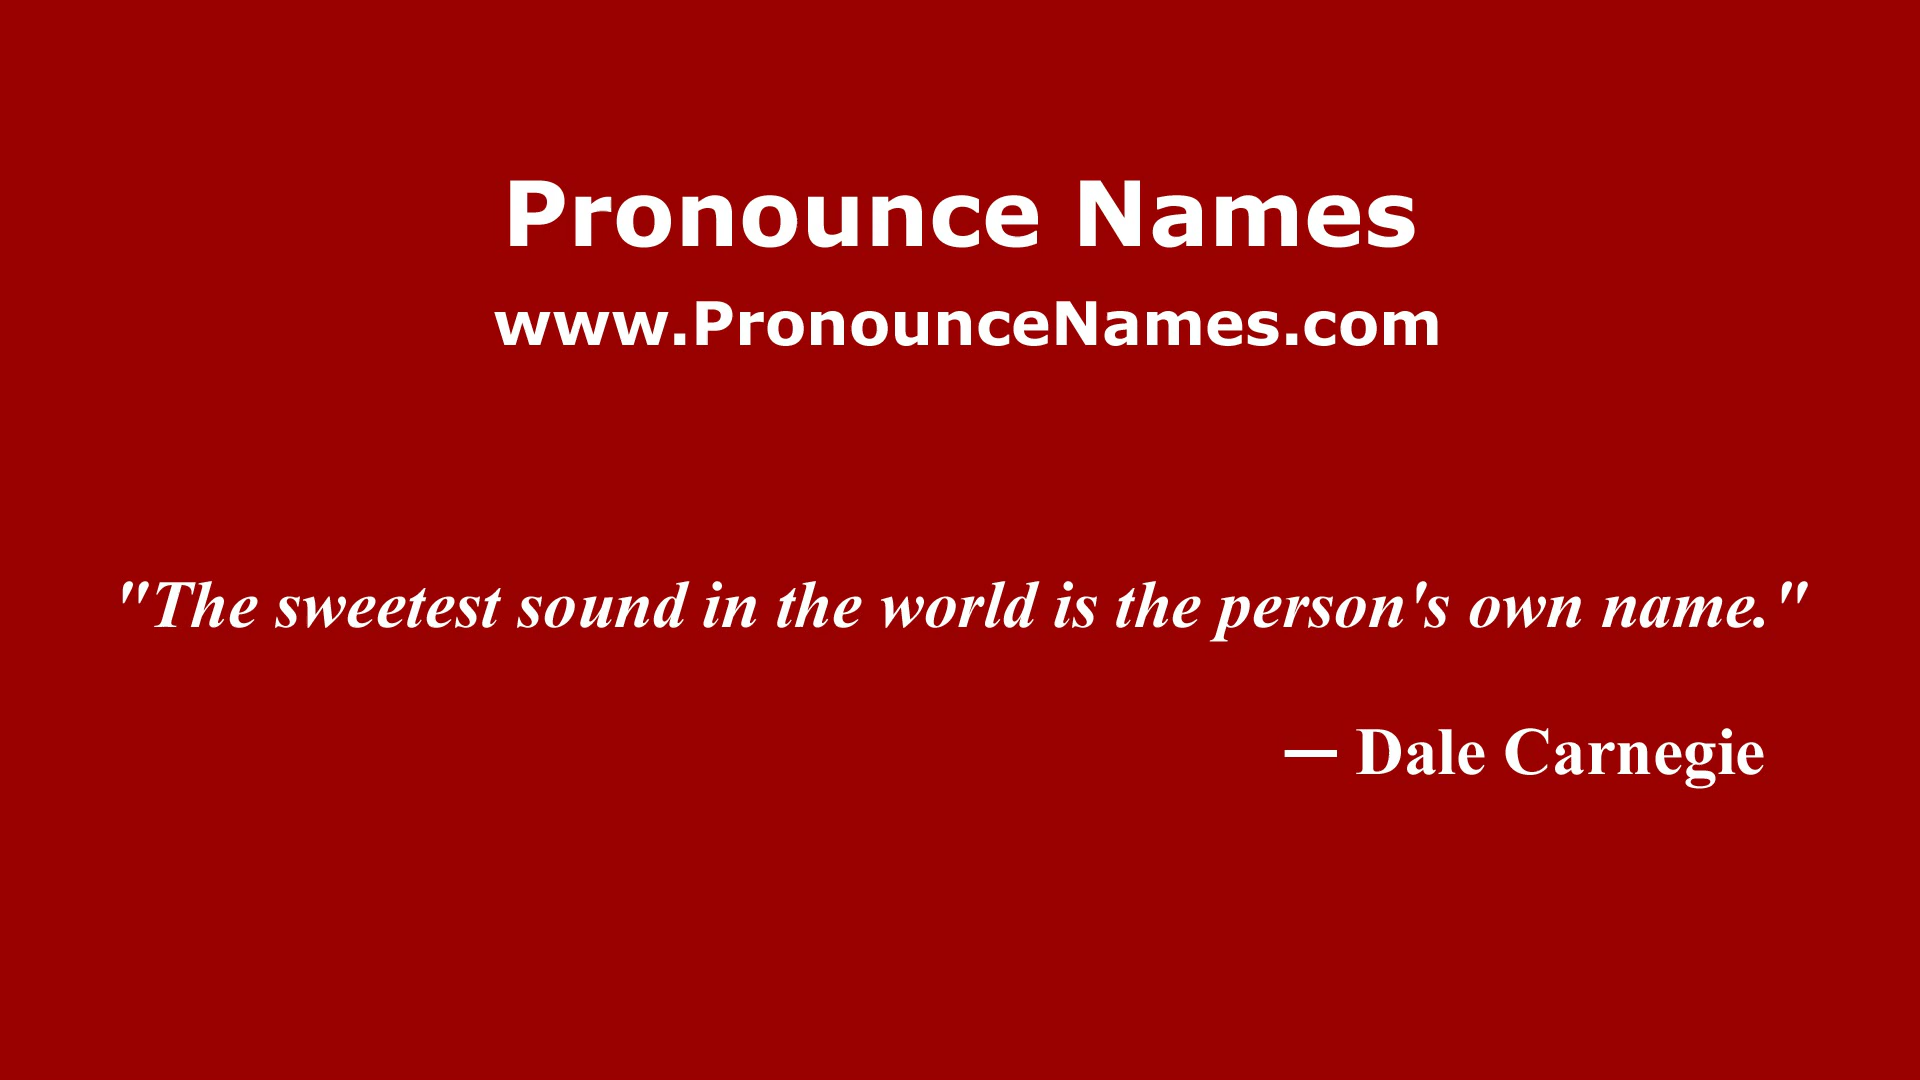 Pronounce Names
www.PronounceNames.com
"The sweetest sound in the world is the person's own name."
— Dale Carnegie